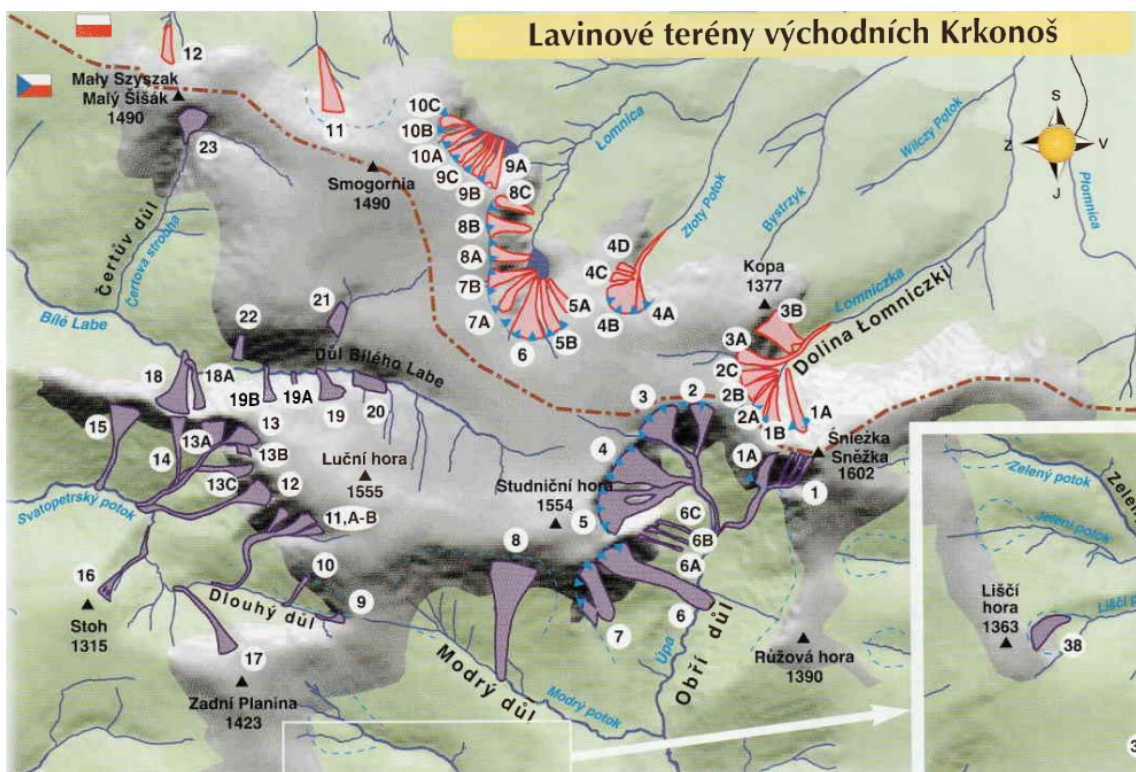 Lavinové terény východních Krkonoš
12
Mały Szyszak
Malý Šišák
1490
11
23
Smogornia
1490
10C
10B
10A
9C
9B
9A
8C
8B
8A
7B
7A
6
5B
5A
4D
4C
4B
4A
Łomnica
Złoty Potok
Bystrzyk
Wilczy Potok
Płomnica
S
Z
V
J
Kopa
1377
3B
3A
2C
2B
2A
1B
1A
Łomniczka
Dolina Łomniczki
Čertův důl
Čertova strouha
Bílé Labe
22
21
Důl Bílého Labe
18
18A
19B
19A
19
20
15
14
13A
13
13B
13C
12
11,A-B
Luční hora
1555
Studniční hora
1554
3
2
4
5
1A
1
Śnieżka
Sněžka
1602
6C
6B
6A
6
7
8
9
10
Svatopetrský potok
16
Stoh
1315
Dlouhý důl
17
Zadní Planina
1423
Modrý důl
Modrý potok
Úpa
Obří důl
Růžová hora
1390
Zelený potok
Jelení potok
Liščí
hora
1363
38